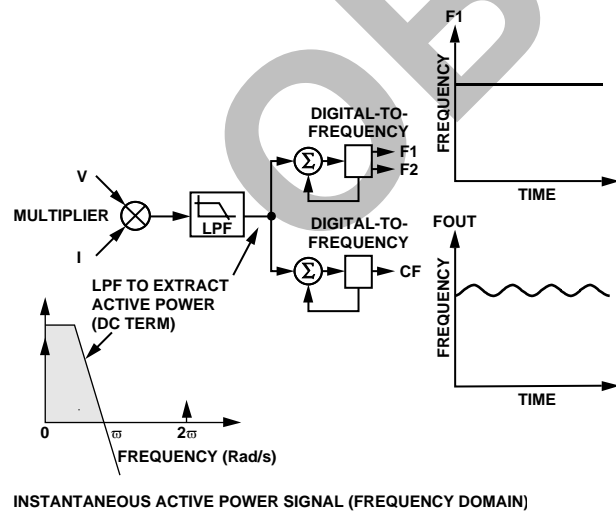 F1
FREQUENCY
TIME
DIGITAL-TO-
FREQUENCY
Σ
F1
F2
V
MULTIPLIER
I
LPF
DIGITAL-TO-
FREQUENCY
Σ
CF
FOUT
FREQUENCY
TIME
LPF TO EXTRACT
ACTIVE POWER
(DC TERM)
0 ϖ 2ϖ
FREQUENCY (Rad/s)
INSTANTANEOUS ACTIVE POWER SIGNAL (FREQUENCY DOMAIN)